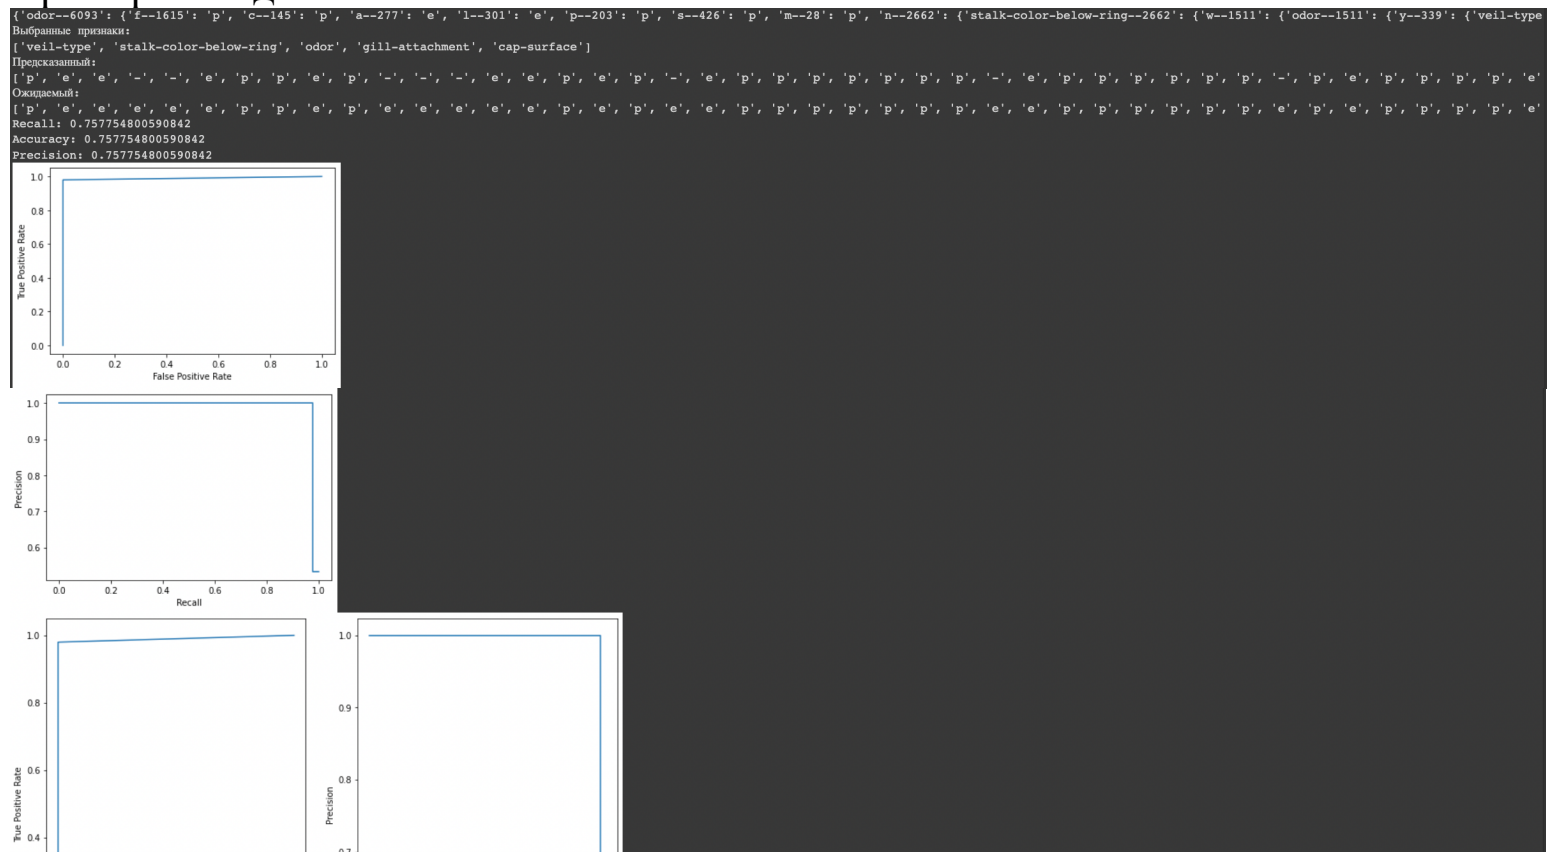 {'odor--6093': {'f--1615': 'p', 'c--145': 'p', 'a--277': 'e', 'l--301': 'e', 'p--203': 'p', 's--426': 'p', 'm--28': 'p', 'n--2662': {'stalk-color-below-ring--2662': {'w--1511': {'odor--1511': {'y--339': {'veil-type
Выбранные признаки:
['veil-type', 'stalk-color-below-ring', 'odor', 'gill-attachment', 'cap-surface']
Предсказанный:
['p', 'e', 'e', '-', '-', 'e', 'p', 'p', 'e', 'p', '-', '-', '-', 'e', 'e', 'p', 'e', 'p', '-', 'e', 'p', 'p', 'p', 'p', 'p', 'p', 'p', '-', 'e', 'p', 'p', 'p', 'p', 'p', 'p', '-', 'p', 'e', 'p', 'p', 'p', 'p', 'e'
Ожидаемый:
['p', 'e', 'e', 'e', 'e', 'e', 'p', 'p', 'e', 'p', 'e', 'e', 'e', 'e', 'e', 'p', 'e', 'p', 'e', 'e', 'p', 'p', 'p', 'p', 'p', 'p', 'p', 'e', 'e', 'p', 'p', 'p', 'p', 'p', 'p', 'e', 'p', 'e', 'p', 'p', 'p', 'p', 'e'
Recall: 0.757754800590842
Accuracy: 0.757754800590842
Precision: 0.757754800590842
1.0
0.8
0.6
0.4
0.2
0.0
True Positive Rate
0.0 0.2 0.4 0.6 0.8 1.0
False Positive Rate
1.0
0.9
0.8
0.7
0.6
Precision
0.0 0.2 0.4 0.6 0.8 1.0
Recall
1.0
0.8
0.6
0.4
True Positive Rate
1.0
0.9
0.8
0.7
Precision